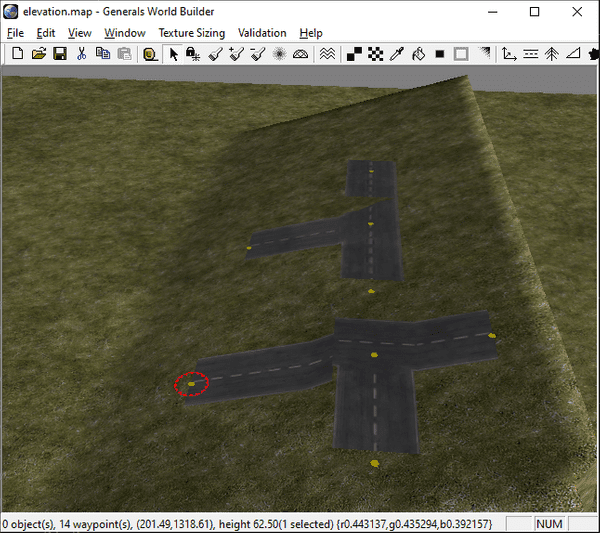 elevation.map - Generals World Builder
File Edit View Window Texture Sizing Validation Help
0 object(s), 14 waypoint(s), (201.49,1318.61), height 62.50(1 selected) {r0.443137,g0.435294,b0.392157} NUM